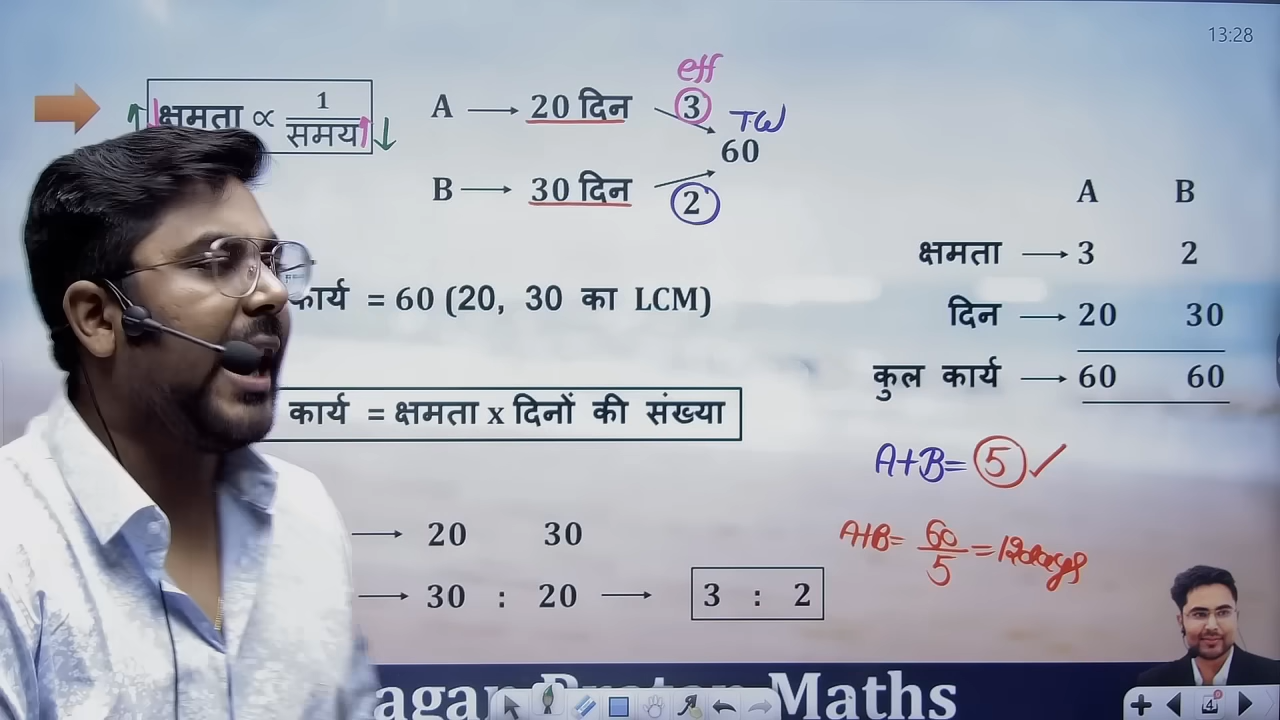 13:28
क्षमता ∝ 1/समय
eff
A → 20 दिन 3
TW
60
B → 30 दिन 2
A B
क्षमता → 3 2
दिन → 20 30
कुल कार्य → 60 60
कार्य = 60 (20, 30 का LCM)
कार्य = क्षमता x दिनों की संख्या
A+B= 5 ✓
A+B= 60/5 = 12days
→ 20 30
→ 30 : 20 → 3 : 2
Maths
4